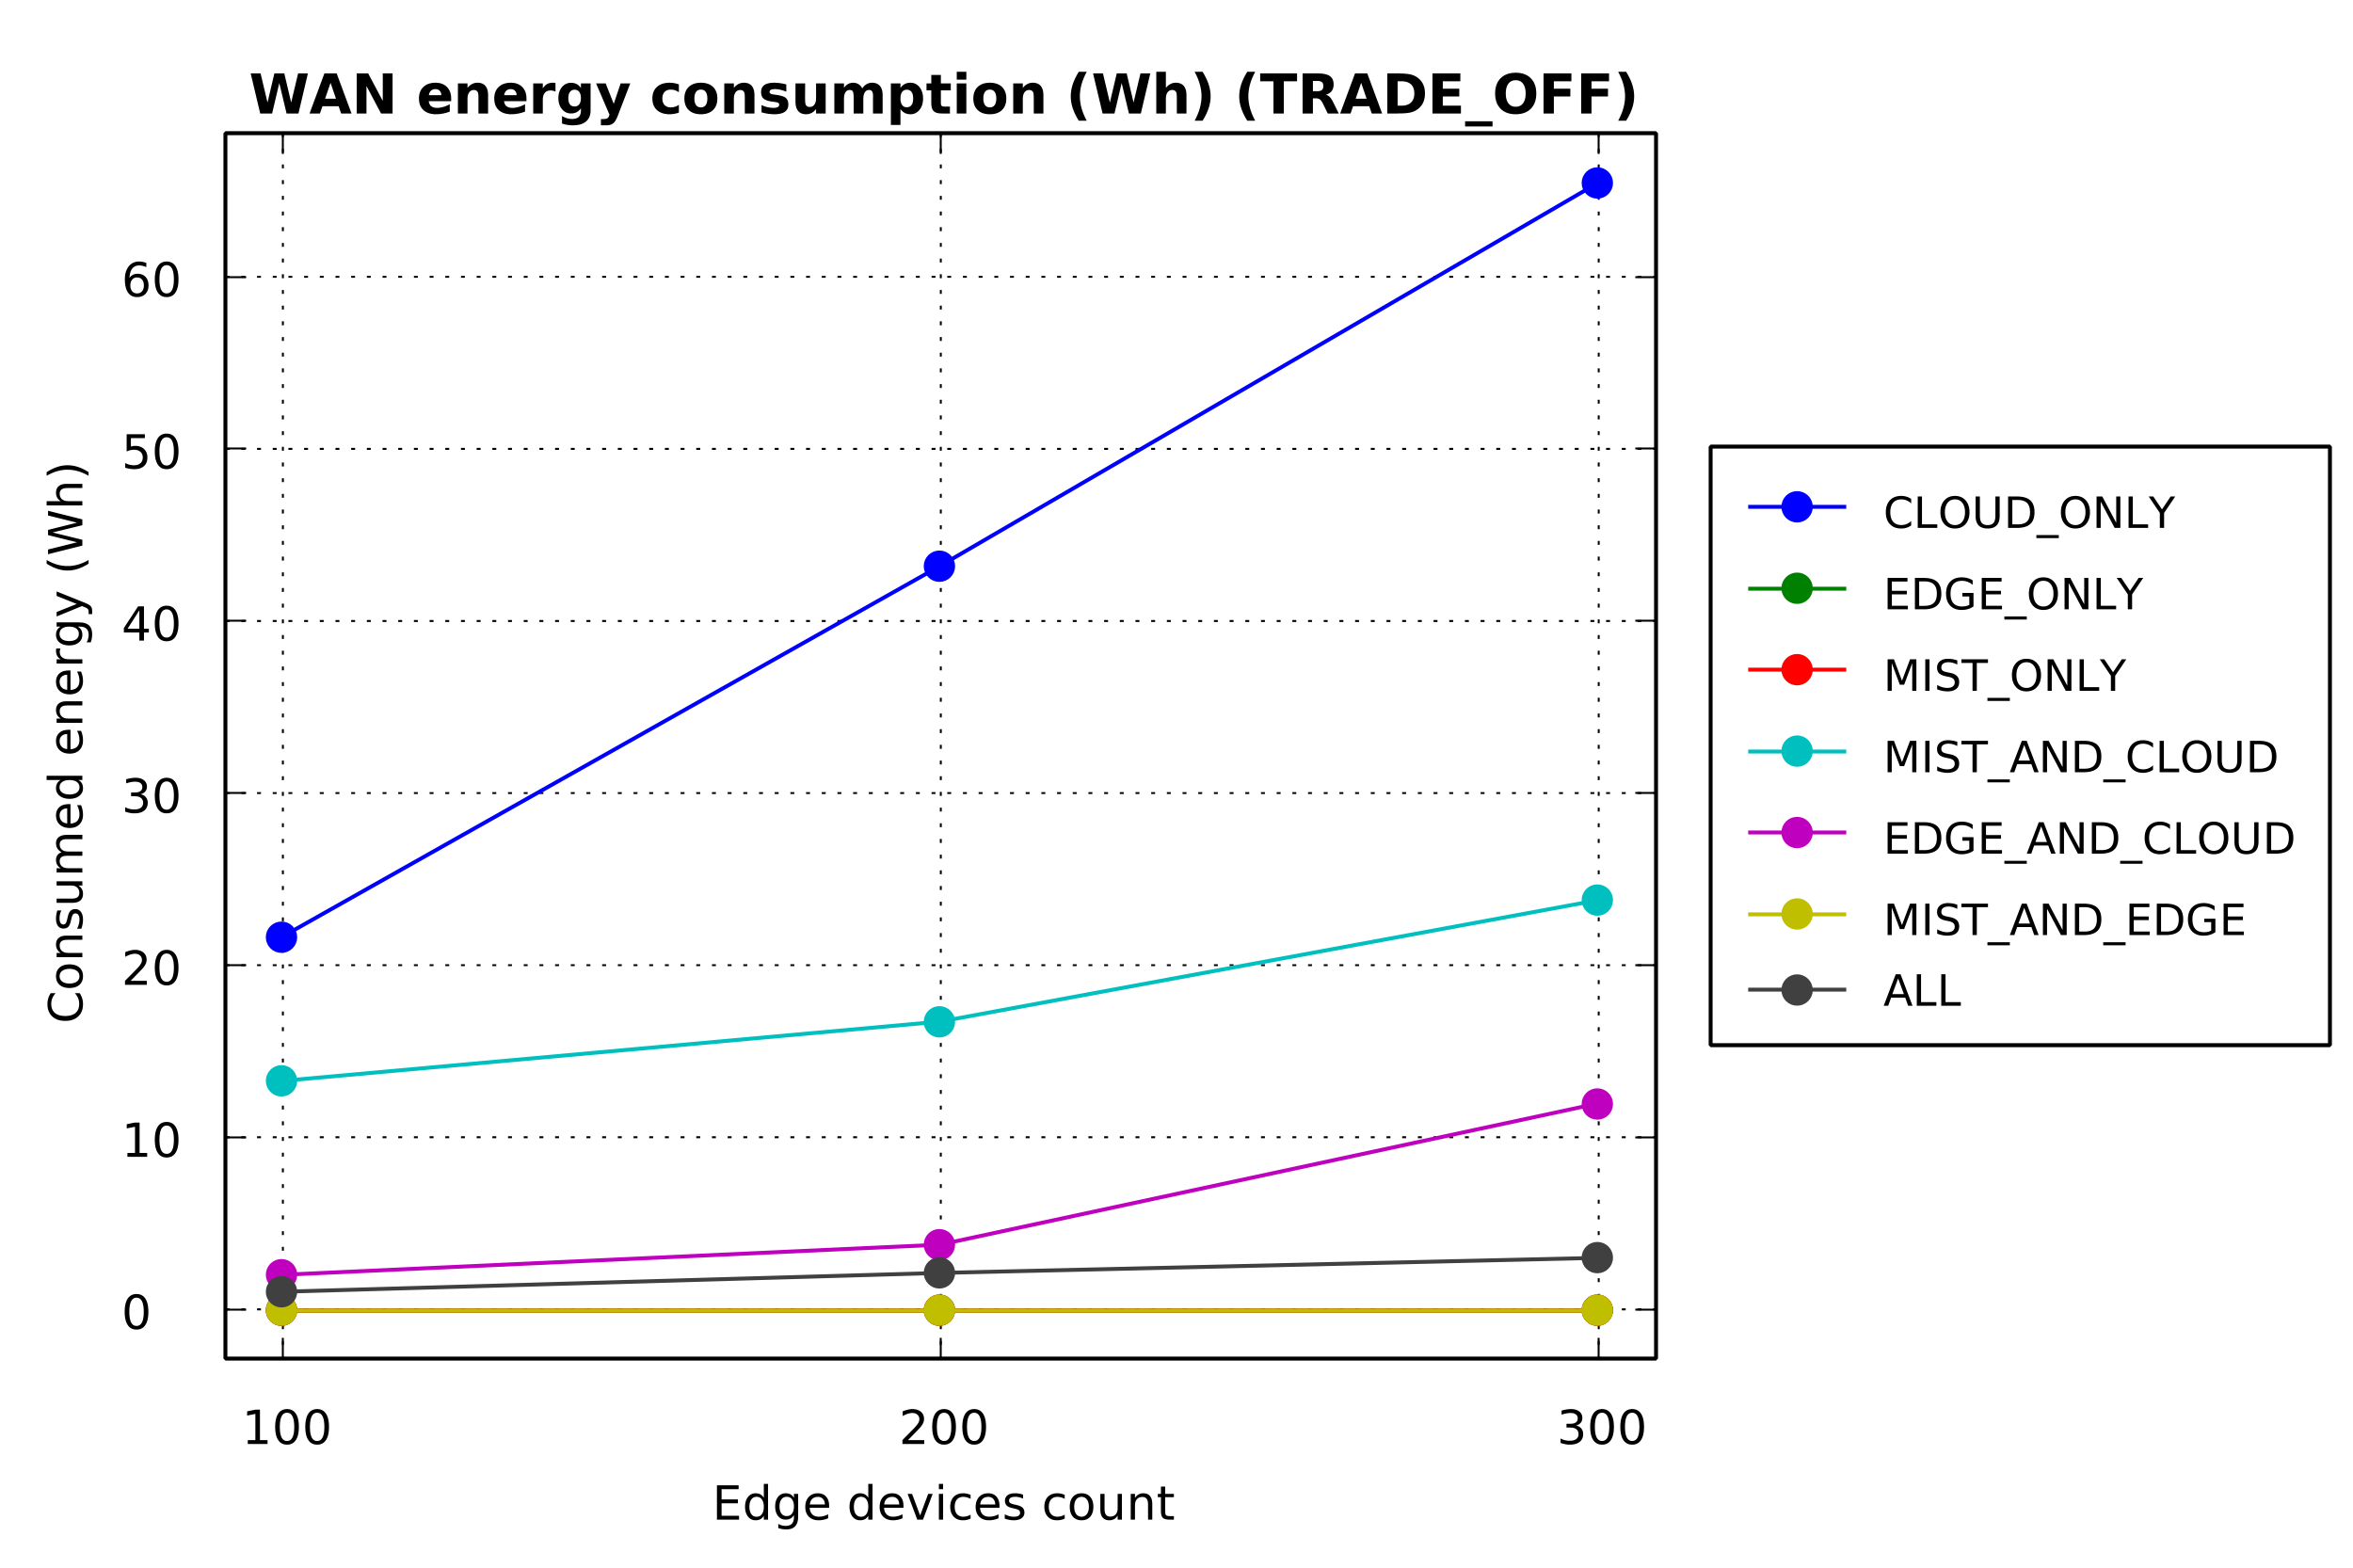 WAN energy consumption (Wh) (TRADE_OFF)
Consumed energy (Wh)
60
50
40
30
20
10
0
100 200 300
Edge devices count
CLOUD_ONLY
EDGE_ONLY
MIST_ONLY
MIST_AND_CLOUD
EDGE_AND_CLOUD
MIST_AND_EDGE
ALL